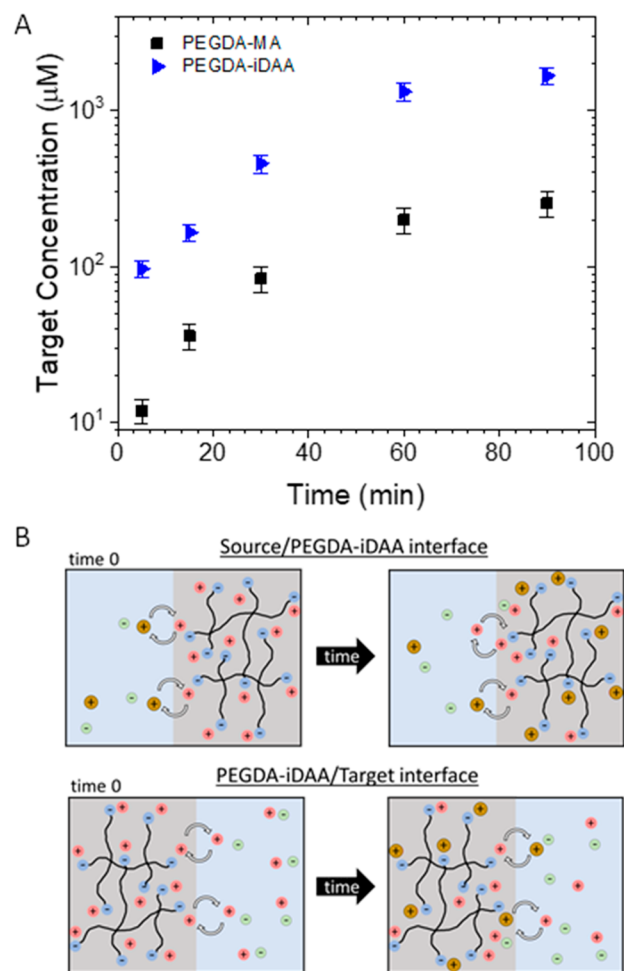 A
PEGDA-MA
PEGDA-iDAA
Target Concentration (μM)
10³
10²
10¹
0 20 40 60 80 100
Time (min)
B
Source/PEGDA-iDAA interface
time 0
time
PEGDA-iDAA/Target interface
time 0
time